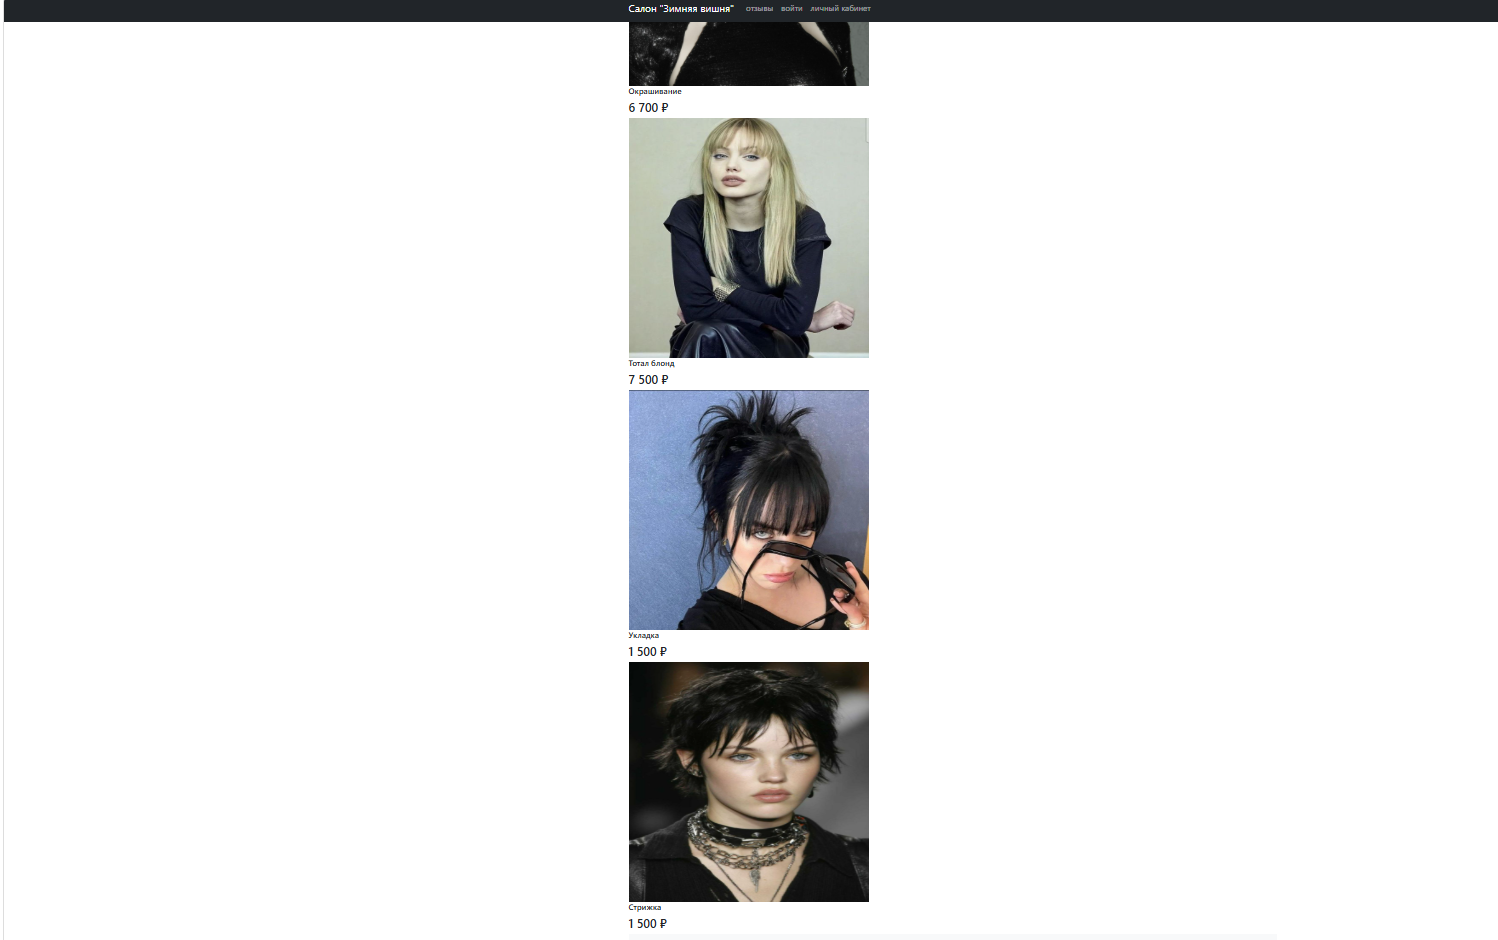 Салон "Зимняя вишня" отзывы войти личный кабинет
Окрашивание
6 700 ₽
Тотал блонд
7 500 ₽
Укладка
1 500 ₽
Стрижка
1 500 ₽